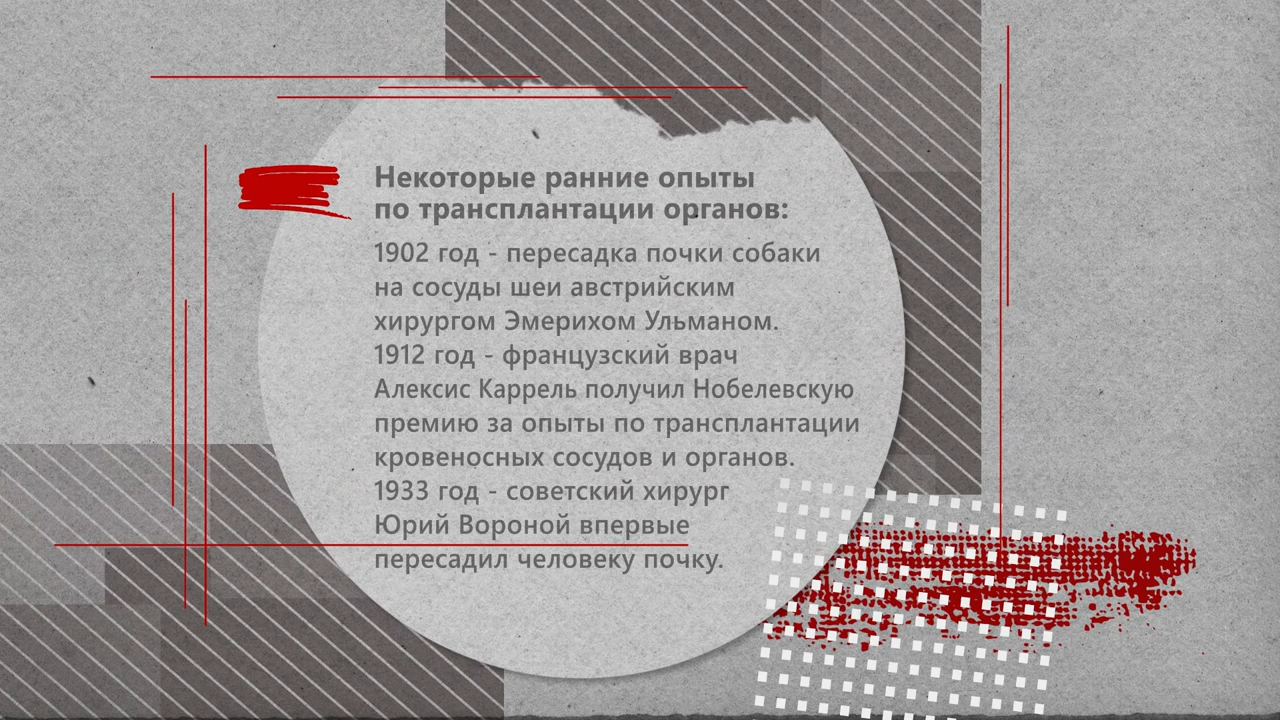 Некоторые ранние опыты
по трансплантации органов:
1902 год - пересадка почки собаки
на сосуды шеи австрийским
хирургом Эмерихом Ульманом.
1912 год - французский врач
Алексис Каррель получил Нобелевскую
премию за опыты по трансплантации
кровеносных сосудов и органов.
1933 год - советский хирург
Юрий Вороной впервые
пересадил человеку почку.